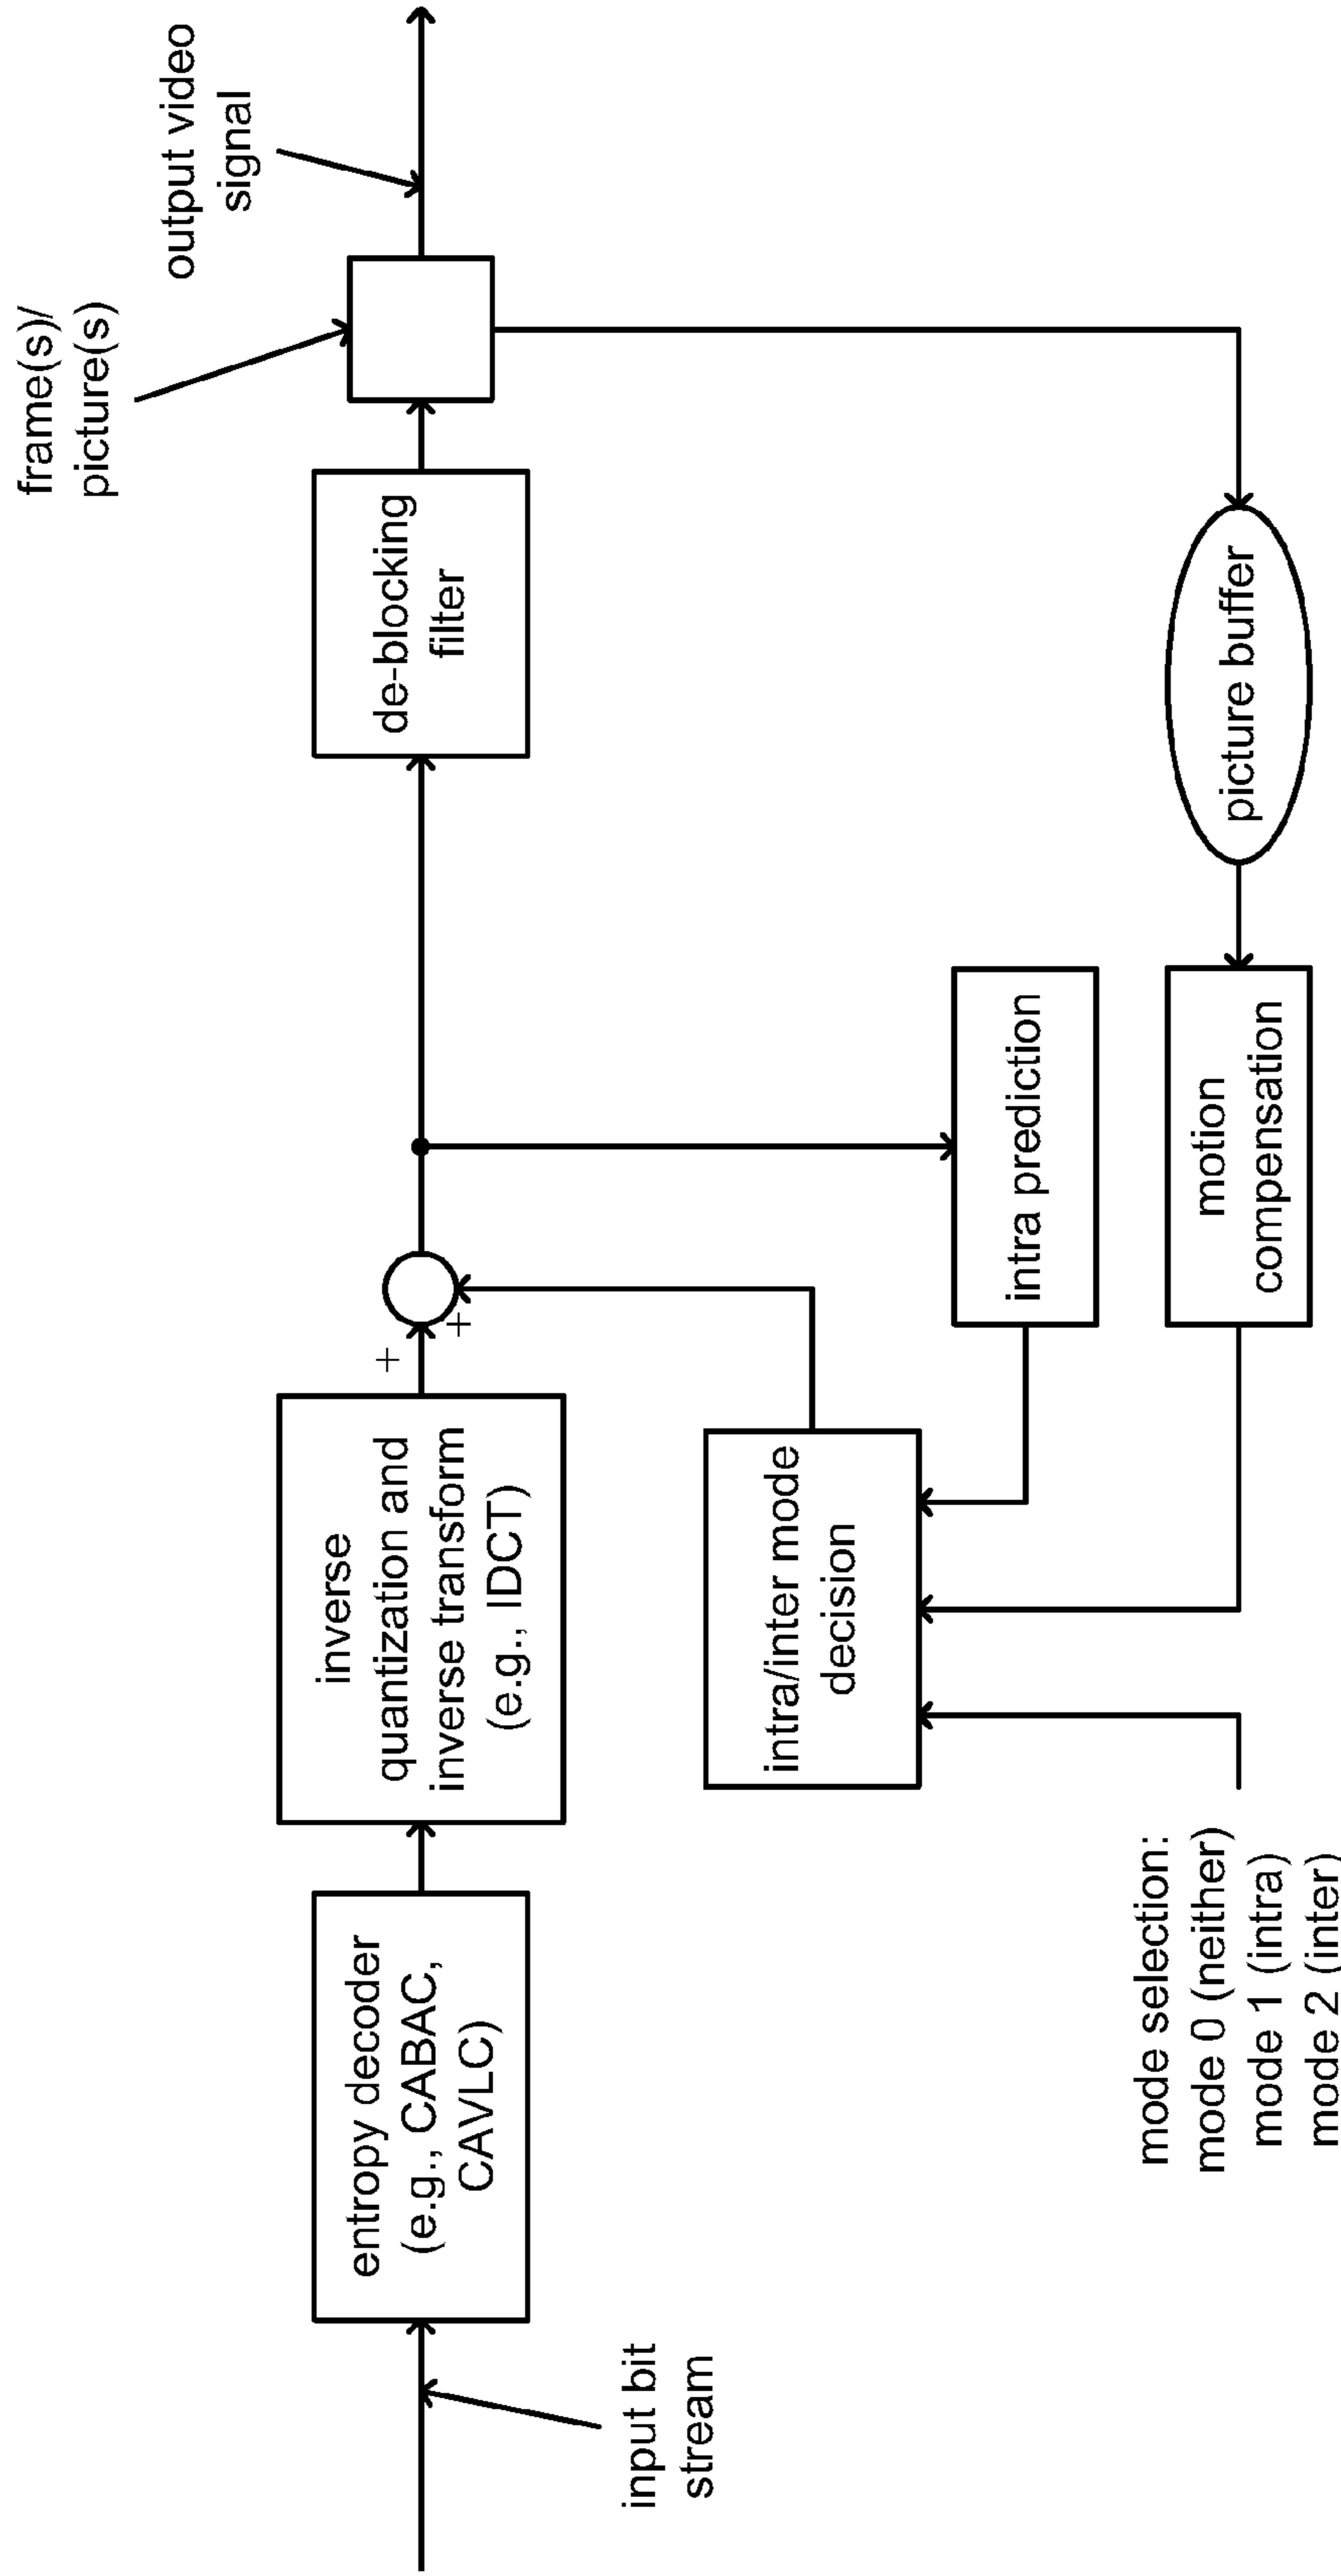 input bit
stream
entropy decoder
(e.g., CABAC,
CAVLC)
inverse
quantization and
inverse transform
(e.g., IDCT)
+
+
de-blocking
filter
frame(s)/
picture(s)
output video
signal
intra/inter mode
decision
intra prediction
motion
compensation
picture buffer
mode selection:
mode 0 (neither)
mode 1 (intra)
mode 2 (inter)